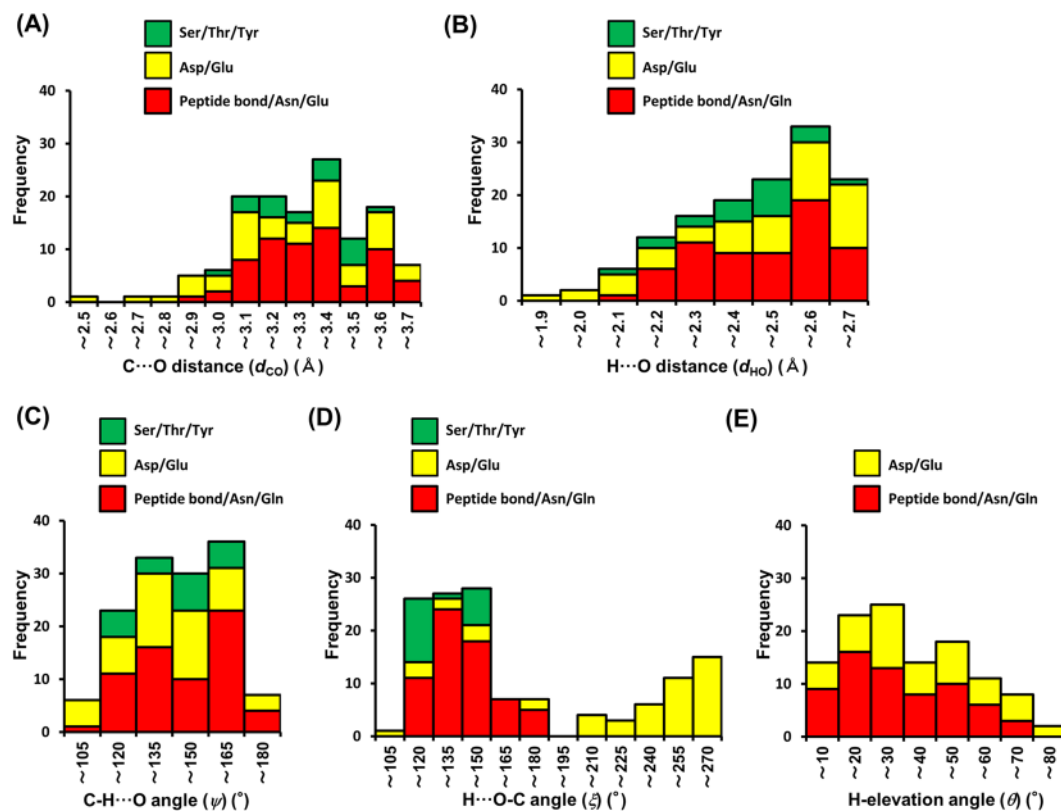 (A)
Ser/Thr/Tyr
Asp/Glu
Peptide bond/Asn/Glu
Frequency
40
30
20
10
0
~2.5
~2.6
~2.7
~2.8
~2.9
~3.0
~3.1
~3.2
~3.3
~3.4
~3.5
~3.6
~3.7
C···O distance (dCO) (Å)
(B)
Ser/Thr/Tyr
Asp/Glu
Peptide bond/Asn/Gln
Frequency
40
30
20
10
0
~1.9
~2.0
~2.1
~2.2
~2.3
~2.4
~2.5
~2.6
~2.7
H···O distance (dHO) (Å)
(C)
Ser/Thr/Tyr
Asp/Glu
Peptide bond/Asn/Gln
Frequency
40
30
20
10
0
~105
~120
~135
~150
~165
~180
C-H···O angle (ψ) (°)
(D)
Ser/Thr/Tyr
Asp/Glu
Peptide bond/Asn/Gln
Frequency
40
30
20
10
0
~105
~120
~135
~150
~165
~180
~195
~210
~225
~240
~255
~270
H···O-C angle (ξ) (°)
(E)
Asp/Glu
Peptide bond/Asn/Gln
Frequency
40
30
20
10
0
~10
~20
~30
~40
~50
~60
~70
~80
H-elevation angle (θ) (°)